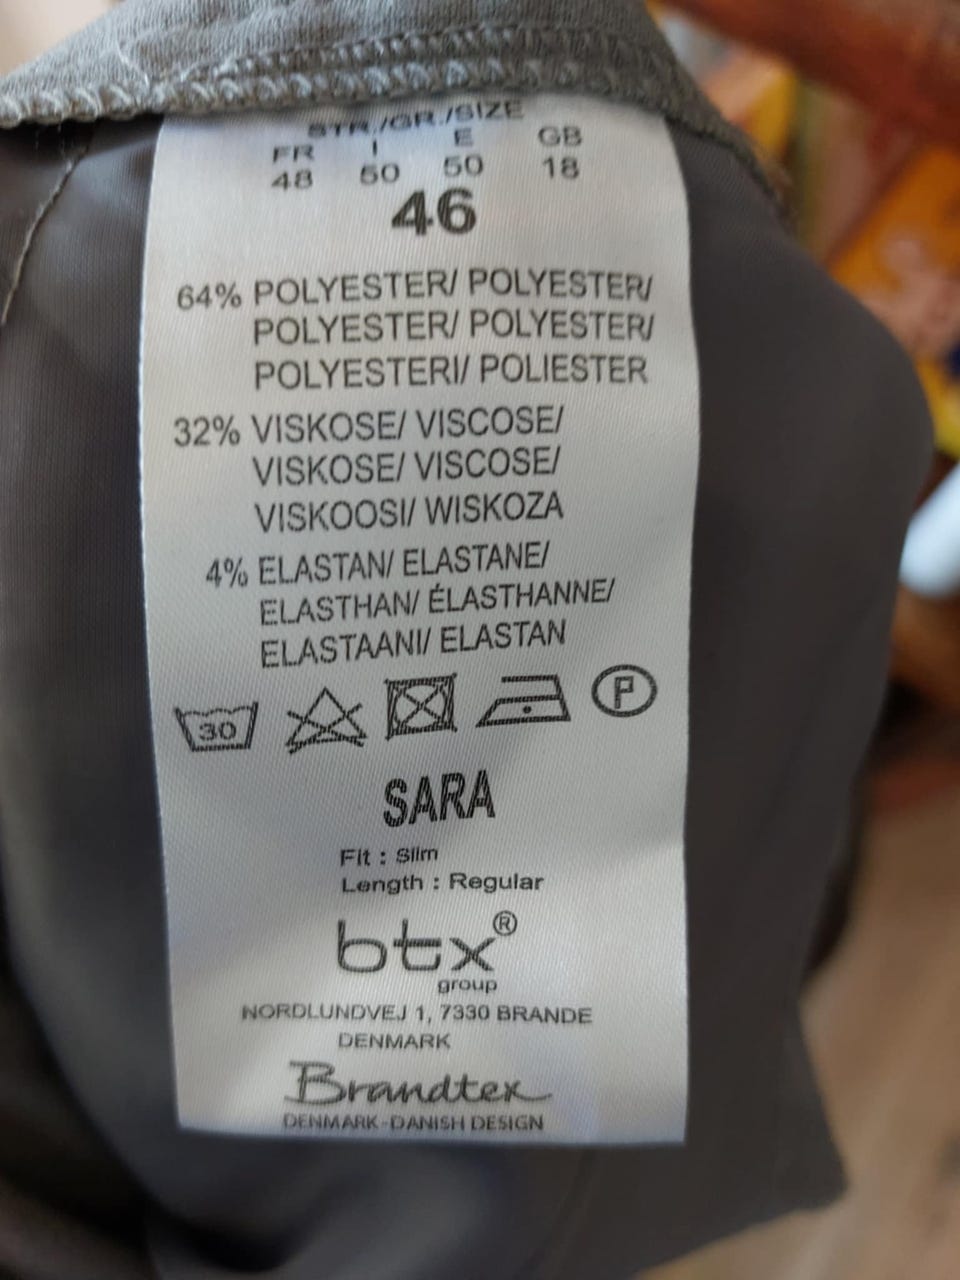 STR./GR./SIZE
FR I E GB
48 50 50 18
46
64% POLYESTER/ POLYESTER/
POLYESTER/ POLYESTER/
POLYESTERI/ POLIESTER
32% VISKOSE/ VISCOSE/
VISKOSE/ VISCOSE/
VISKOOSI/ WISKOZA
4% ELASTAN/ ELASTANE/
ELASTHAN/ ÉLASTHANNE/
ELASTAANI/ ELASTAN
30 P
SARA
Fit : Slim
Length : Regular
btx®
group
NORDLUNDVEJ 1, 7330 BRANDE
DENMARK
Brandtex
DENMARK-DANISH DESIGN